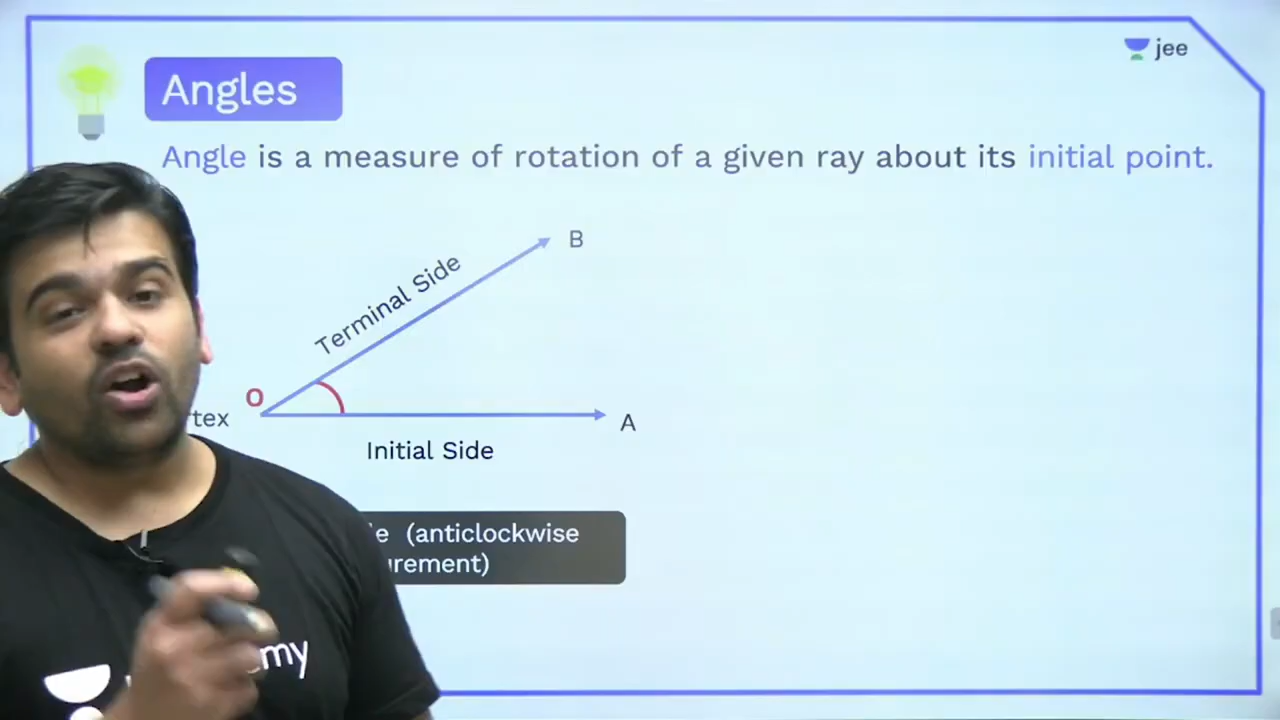 jee
Angles
Angle is a measure of rotation of a given ray about its initial point.
B
Terminal Side
O
tex
A
Initial Side
e (anticlockwise
urement)
my